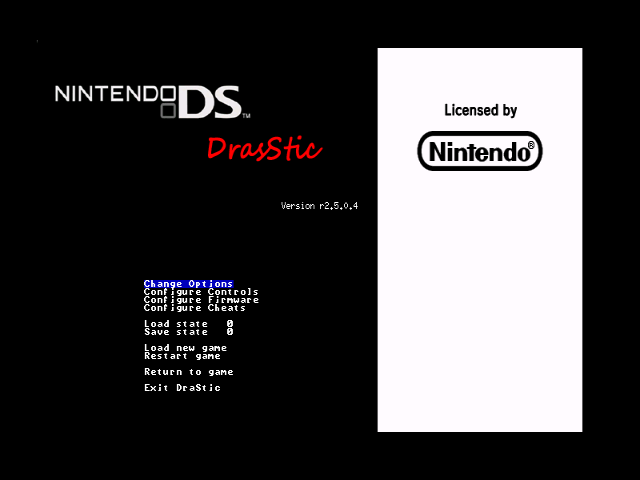 NINTENDO DS™
DrasStic
Version r2.5.0.4
Change Options
Configure Controls
Configure Firmware
Configure Cheats
Load state 0
Save state 0
Load new game
Restart game
Return to game
Exit DraStic
Licensed by
Nintendo®